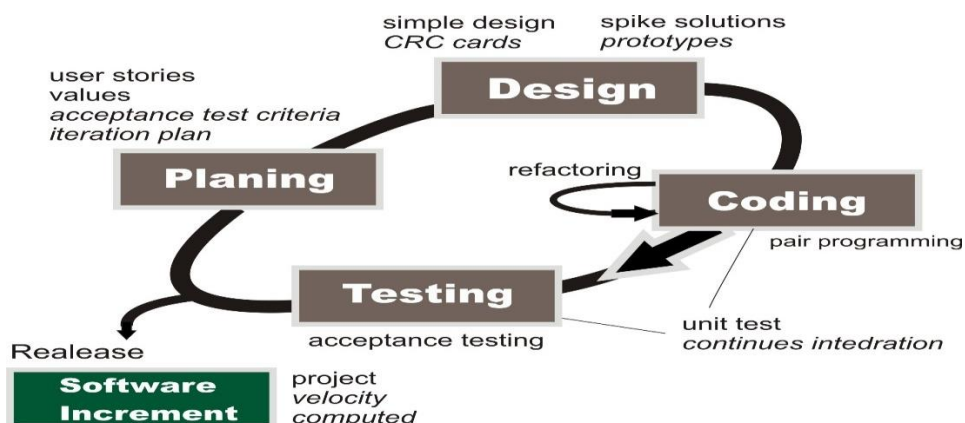 simple design
CRC cards
spike solutions
prototypes
Design
user stories
values
acceptance test criteria
iteration plan
Planing
refactoring
Coding
pair programming
Testing
acceptance testing
unit test
continues intedration
Realease
Software
Increment
project
velocity
computed